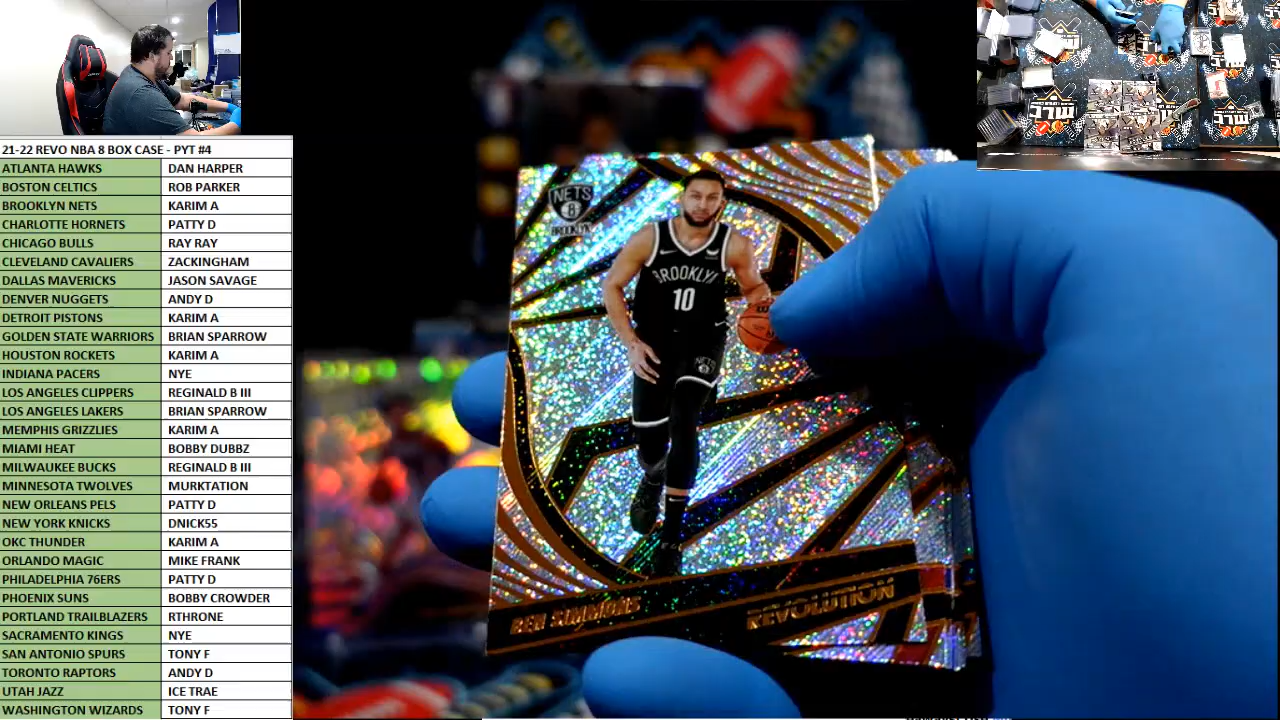 21-22 REVO NBA 8 BOX CASE - PYT #4
ATLANTA HAWKS DAN HARPER
BOSTON CELTICS ROB PARKER
BROOKLYN NETS KARIM A
CHARLOTTE HORNETS PATTY D
CHICAGO BULLS RAY RAY
CLEVELAND CAVALIERS ZACKINGHAM
DALLAS MAVERICKS JASON SAVAGE
DENVER NUGGETS ANDY D
DETROIT PISTONS KARIM A
GOLDEN STATE WARRIORS BRIAN SPARROW
HOUSTON ROCKETS KARIM A
INDIANA PACERS NYE
LOS ANGELES CLIPPERS REGINALD B III
LOS ANGELES LAKERS BRIAN SPARROW
MEMPHIS GRIZZLIES KARIM A
MIAMI HEAT BOBBY DUBBZ
MILWAUKEE BUCKS REGINALD B III
MINNESOTA TWOLVES MURKTATION
NEW ORLEANS PELS PATTY D
NEW YORK KNICKS DNICK55
OKC THUNDER KARIM A
ORLANDO MAGIC MIKE FRANK
PHILADELPHIA 76ERS PATTY D
PHOENIX SUNS BOBBY CROWDER
PORTLAND TRAILBLAZERS RTHRONE
SACRAMENTO KINGS NYE
SAN ANTONIO SPURS TONY F
TORONTO RAPTORS ANDY D
UTAH JAZZ ICE TRAE
WASHINGTON WIZARDS TONY F
NETS
B
BROOKLYN
BROOKLY
10
BEN SIMMONS
REVOLUTION